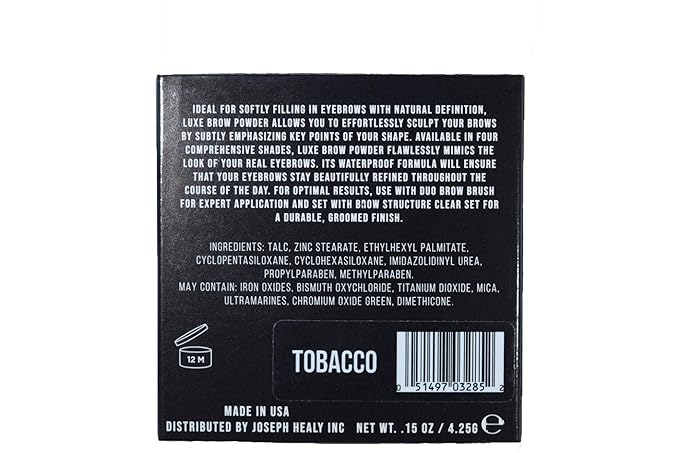 IDEAL FOR SOFTLY FILLING IN EYEBROWS WITH NATURAL DEFINITION,
LUXE BROW POWDER ALLOWS YOU TO EFFORTLESSLY SCULPT YOUR BROWS
BY SUBTLY EMPHASIZING KEY POINTS OF YOUR SHAPE. AVAILABLE IN FOUR
COMPREHENSIVE SHADES, LUXE BROW POWDER FLAWLESSLY MIMICS THE
LOOK OF YOUR REAL EYEBROWS. ITS WATERPROOF FORMULA WILL ENSURE
THAT YOUR EYEBROWS STAY BEAUTIFULLY REFINED THROUGHOUT THE
COURSE OF THE DAY. FOR OPTIMAL RESULTS, USE WITH DUO BROW BRUSH
FOR EXPERT APPLICATION AND SET WITH BROW STRUCTURE CLEAR SET FOR
A DURABLE, GROOMED FINISH.
INGREDIENTS: TALC, ZINC STEARATE, ETHYLHEXYL PALMITATE,
CYCLOPENTASILOXANE, CYCLOHEXASILOXANE, IMIDAZOLIDINYL UREA,
PROPYLPARABEN, METHYLPARABEN.
MAY CONTAIN: IRON OXIDES, BISMUTH OXYCHLORIDE, TITANIUM DIOXIDE, MICA,
ULTRAMARINES, CHROMIUM OXIDE GREEN, DIMETHICONE.
12 M
TOBACCO
0 51497 03285 2
MADE IN USA
DISTRIBUTED BY JOSEPH HEALY INC NET WT. .15 OZ / 4.25G ℮